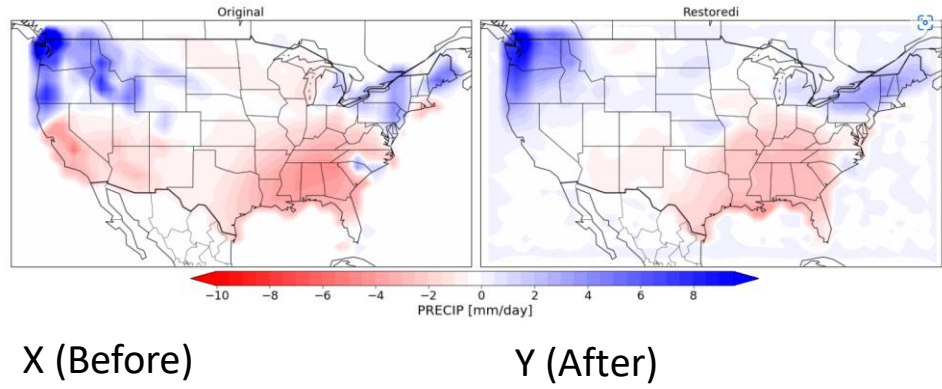 Original
Restoredi
−10 −8 −6 −4 −2 0 2 4 6 8
PRECIP [mm/day]
X (Before)
Y (After)